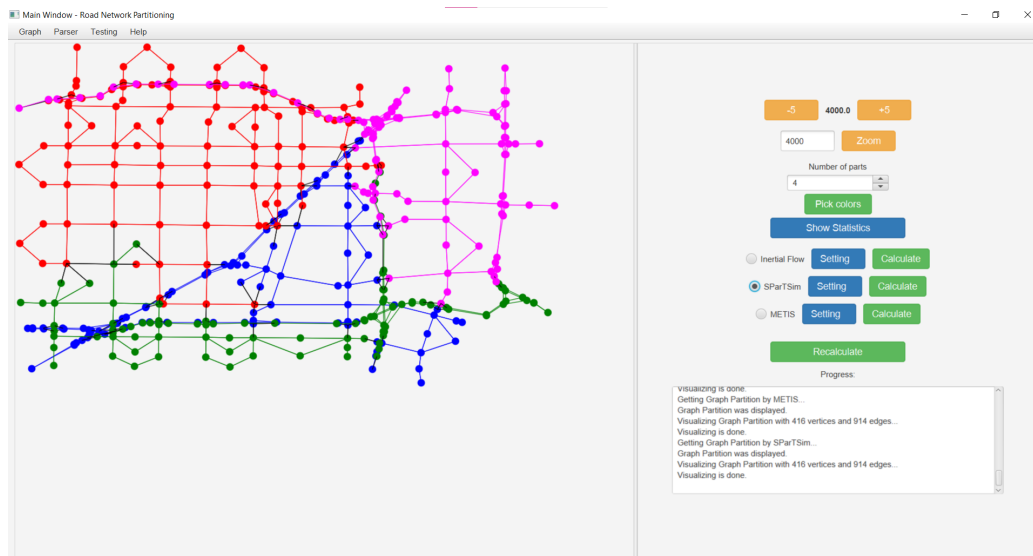 Main Window - Road Network Partitioning
Graph Parser Testing Help
-5 4000.0 +5
4000 Zoom
Number of parts
4
Pick colors
Show Statistics
Inertial Flow Setting Calculate
SParTSim Setting Calculate
METIS Setting Calculate
Recalculate
Progress:
Visualizing is done.
Getting Graph Partition by METIS...
Graph Partition was displayed.
Visualizing Graph Partition with 416 vertices and 914 edges...
Visualizing is done.
Getting Graph Partition by SParTSim...
Graph Partition was displayed.
Visualizing Graph Partition with 416 vertices and 914 edges...
Visualizing is done.